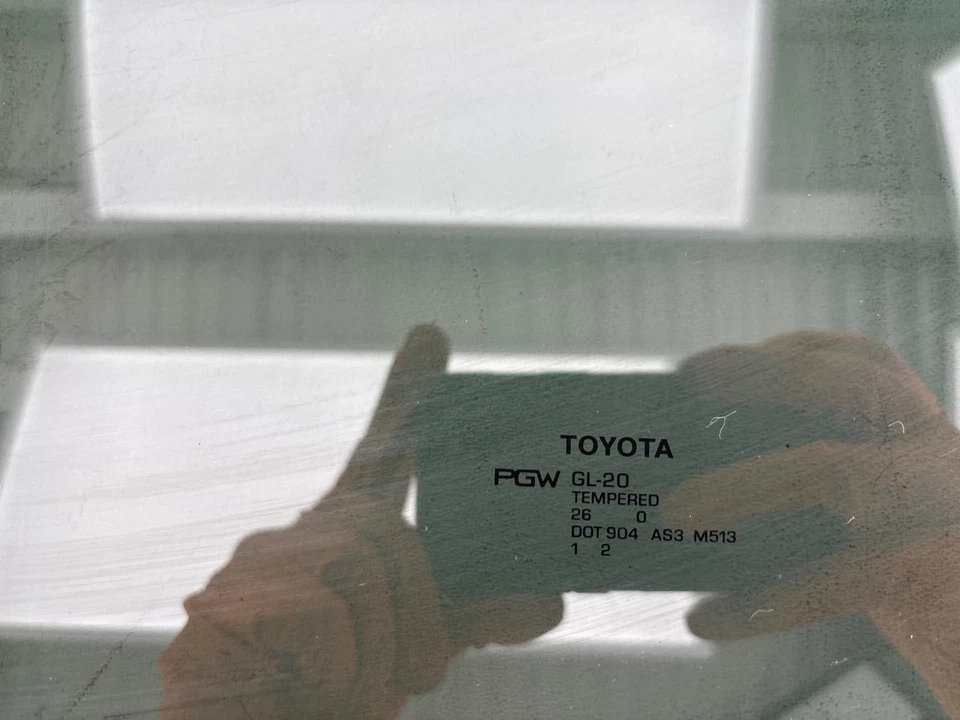 TOYOTA
PGW GL-20
TEMPERED
26 0
DOT 904 AS3 M513
1 2